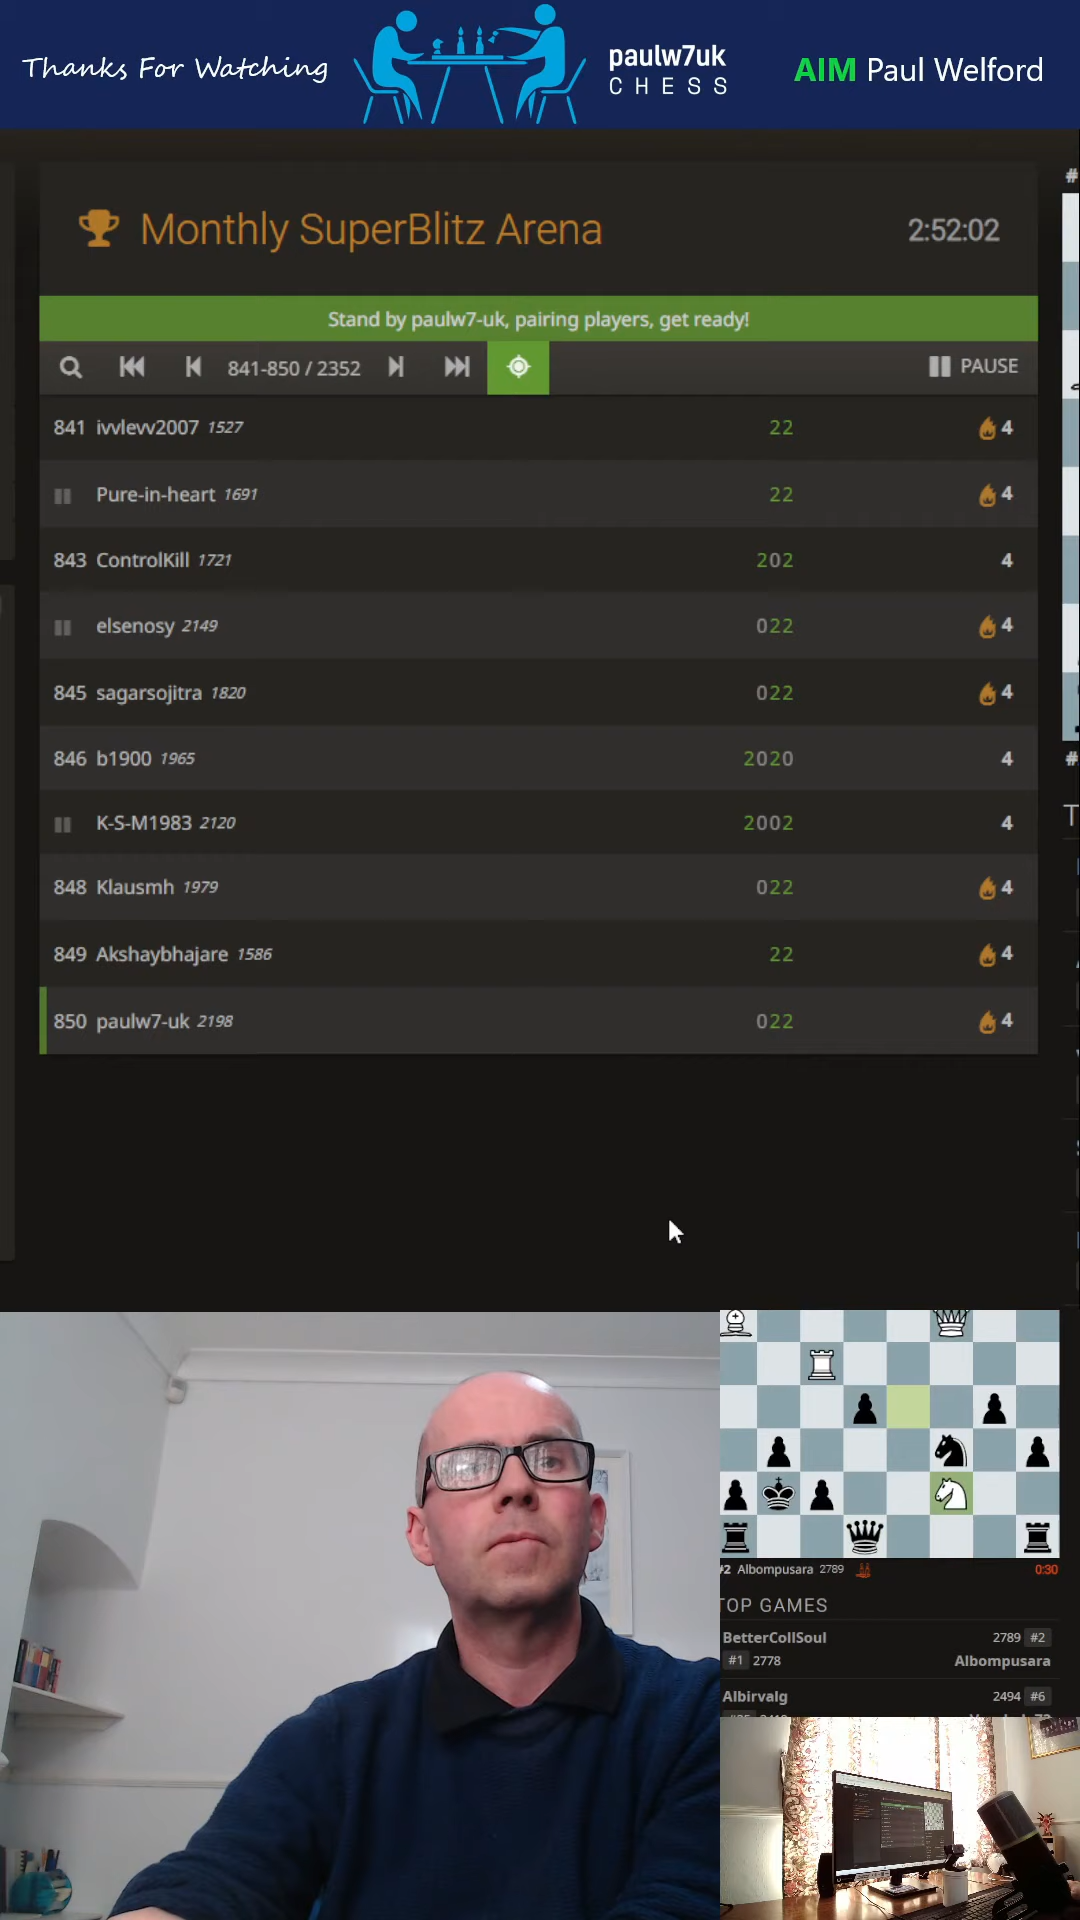 Thanks For Watching
paulw7uk
CHESS
AIM Paul Welford
Monthly SuperBlitz Arena
2:52:02
Stand by paulw7-uk, pairing players, get ready!
841-850 / 2352
PAUSE
841 ivvlevv2007 1527 22 4
Pure-in-heart 1691 22 4
843 ControlKill 1721 202 4
elsenosy 2149 022 4
845 sagarsojitra 1820 022 4
846 b1900 1965 2020 4
K-S-M1983 2120 2002 4
848 Klausmh 1979 022 4
849 Akshaybhajare 1586 22 4
850 paulw7-uk 2198 022 4
#
#
T
#2 Albompusara 2789 0:30
TOP GAMES
BetterCollSoul 2789 #2
#1 2778 Albompusara
Albirvalg 2494 #6